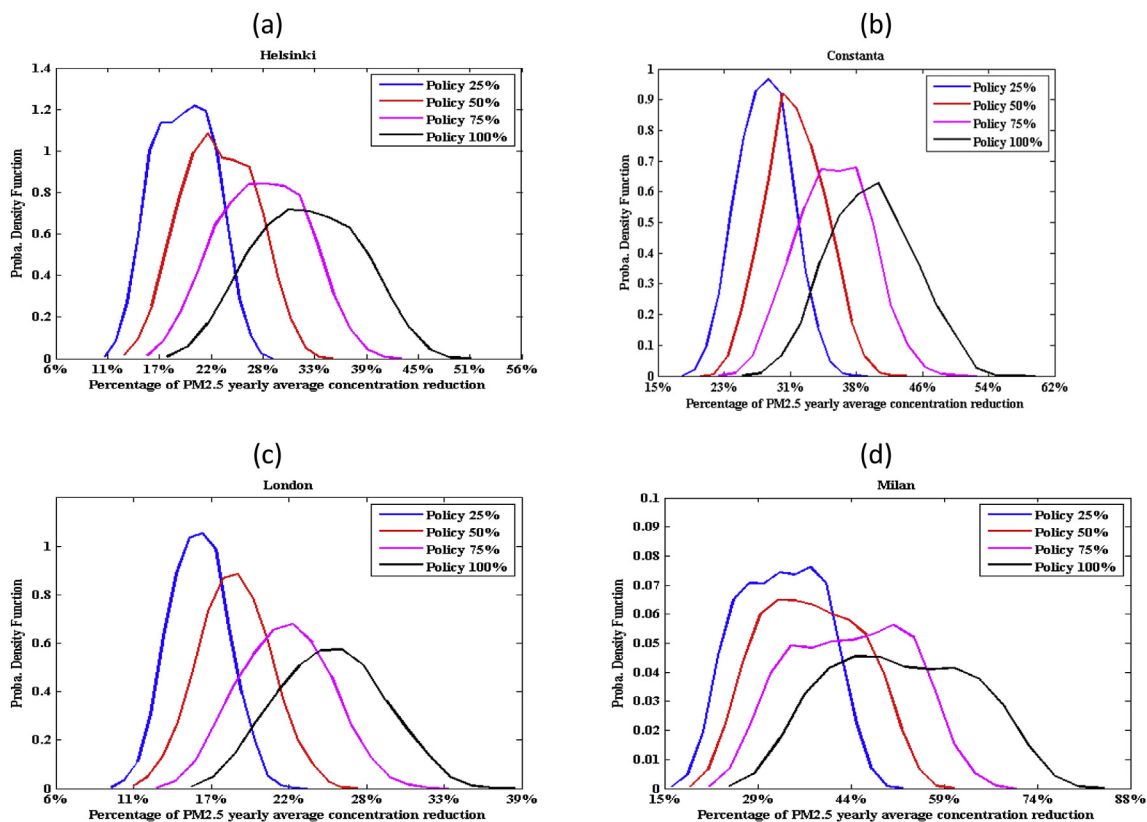 (a)
Helsinki
Proba. Density Function
1.4
1.2
1
0.8
0.6
0.4
0.2
0
Policy 25%
Policy 50%
Policy 75%
Policy 100%
6% 11% 17% 22% 28% 33% 39% 45% 51% 56%
Percentage of PM2.5 yearly average concentration reduction
(b)
Constanta
Proba. Density Function
1
0.9
0.8
0.7
0.6
0.5
0.4
0.3
0.2
0.1
0
Policy 25%
Policy 50%
Policy 75%
Policy 100%
15% 23% 31% 38% 46% 54% 62%
Percentage of PM2.5 yearly average concentration reduction
(c)
London
Proba. Density Function
1
0.8
0.6
0.4
0.2
0
Policy 25%
Policy 50%
Policy 75%
Policy 100%
6% 11% 17% 22% 28% 33% 39%
Percentage of PM2.5 yearly average concentration reduction
(d)
Milan
Proba. Density Function
0.1
0.09
0.08
0.07
0.06
0.05
0.04
0.03
0.02
0.01
0
Policy 25%
Policy 50%
Policy 75%
Policy 100%
15% 29% 44% 59% 74% 88%
Percentage of PM2.5 yearly average concentration reduction